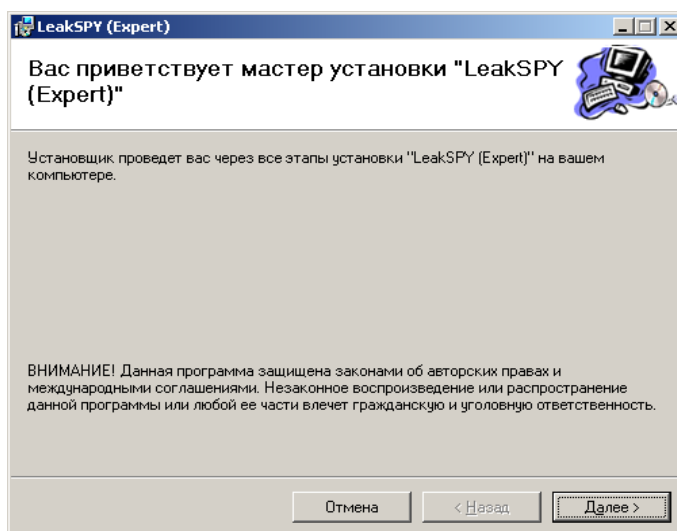 LeakSPY (Expert)
Вас приветствует мастер установки "LeakSPY
(Expert)"
Установщик проведет вас через все этапы установки "LeakSPY (Expert)" на вашем
компьютере.
ВНИМАНИЕ! Данная программа защищена законами об авторских правах и
международными соглашениями. Незаконное воспроизведение или распространение
данной программы или любой ее части влечет гражданскую и уголовную ответственность.
Отмена
< Назад
Далее >